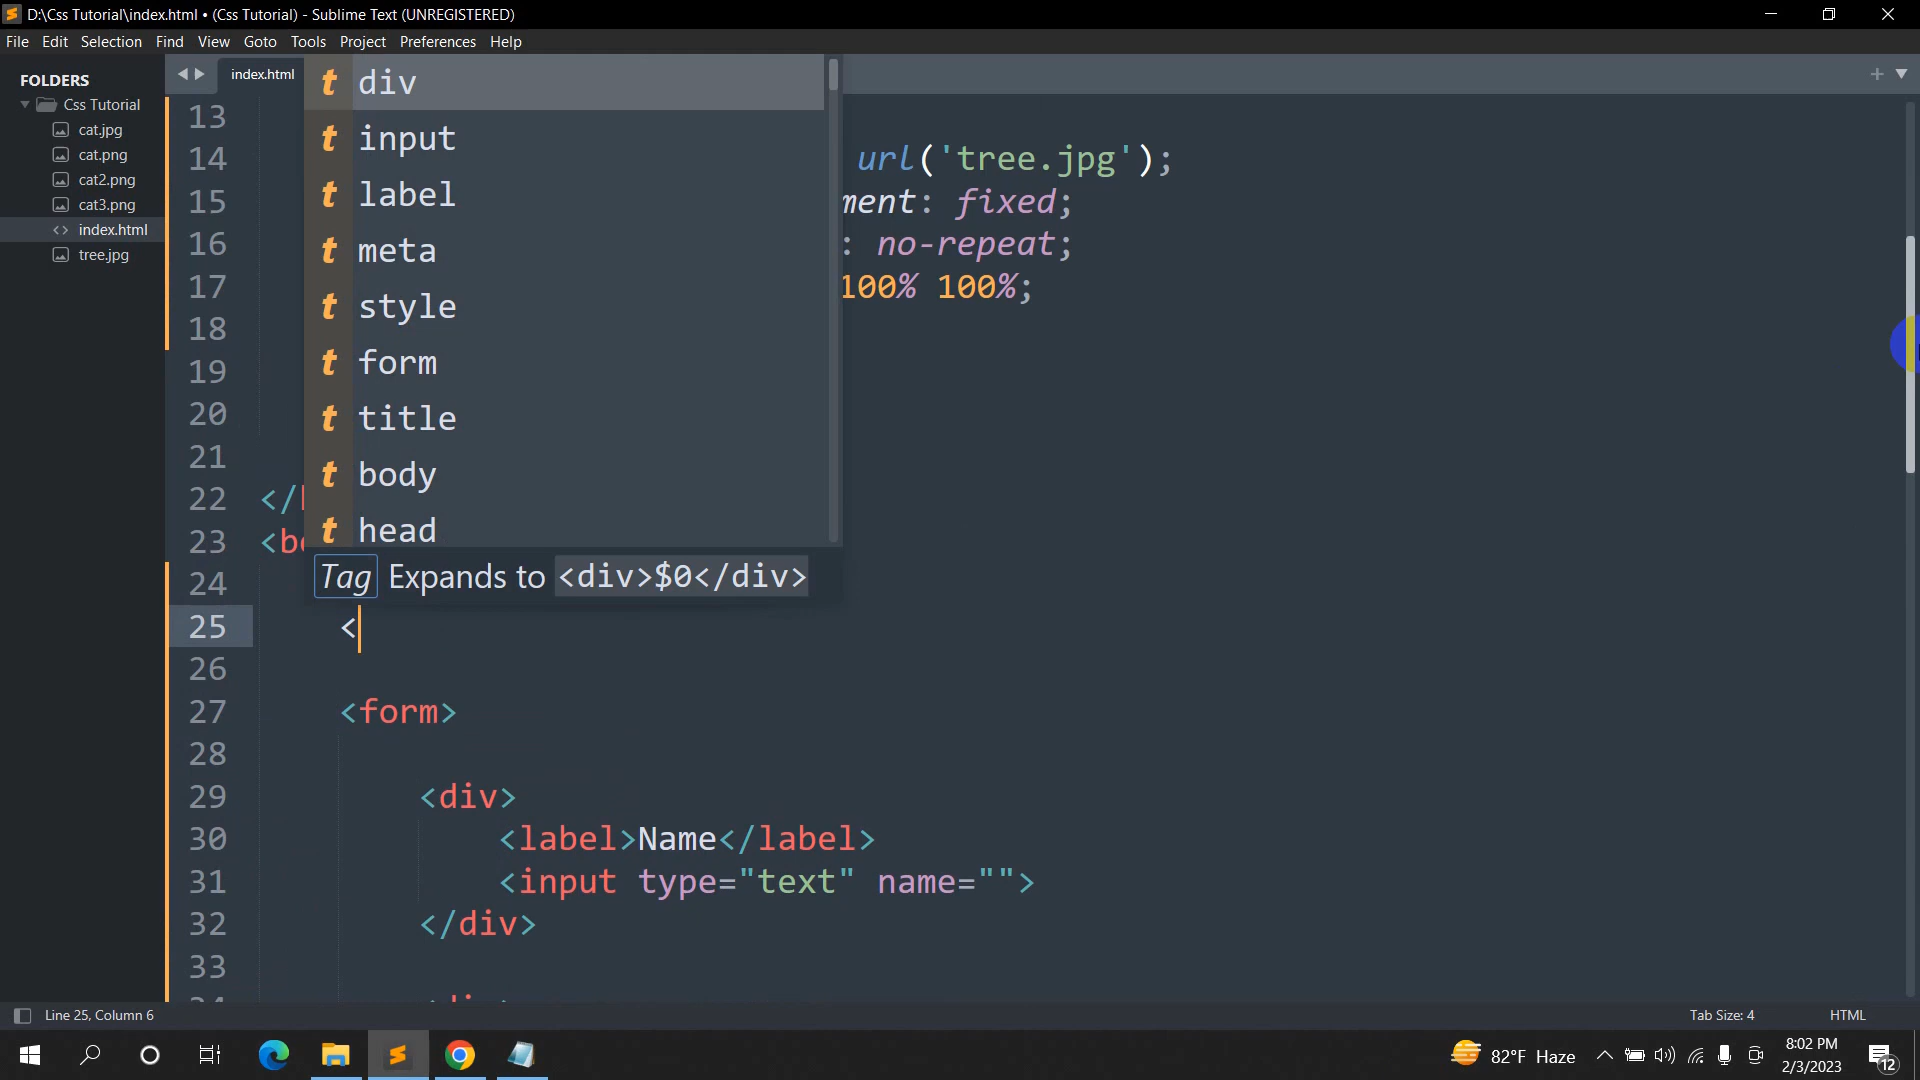 D:\Css Tutorial\index.html • (Css Tutorial) - Sublime Text (UNREGISTERED)
File Edit Selection Find View Goto Tools Project Preferences Help
FOLDERS
Css Tutorial
cat.jpg
cat.png
cat2.png
cat3.png
index.html
tree.jpg
index.html
t div
t input
t label
t meta
t style
t form
t title
t body
t head
Tag Expands to <div>$0</div>
13
14 url('tree.jpg');
15 ment: fixed;
16 : no-repeat;
17 100% 100%;
18
19
20
21
22 </
23 <b
24
25 <
26
27 <form>
28
29 <div>
30 <label>Name</label>
31 <input type="text" name="">
32 </div>
33
Line 25, Column 6
Tab Size: 4
HTML
82°F Haze
8:02 PM
2/3/2023
12